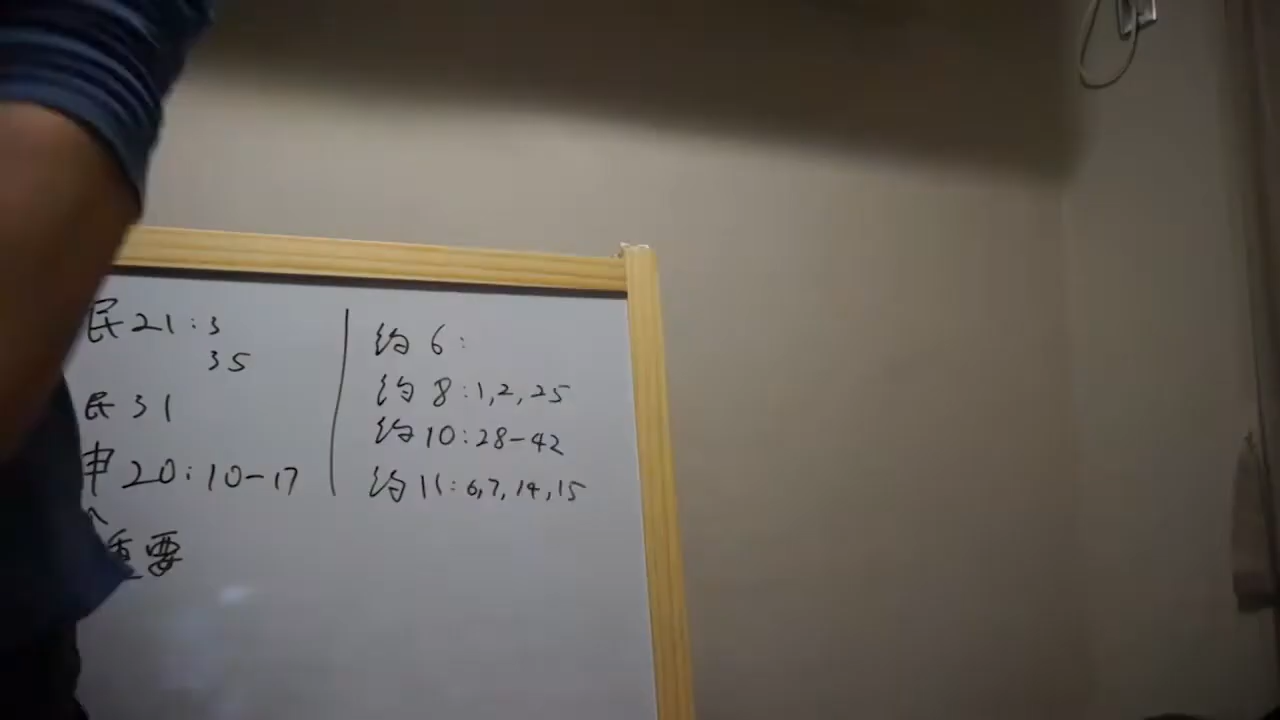 民21:3
35
民31
申20:10-17
重要
约6:
约8:1,2,25
约10:28-42
约11:6,7,14,15